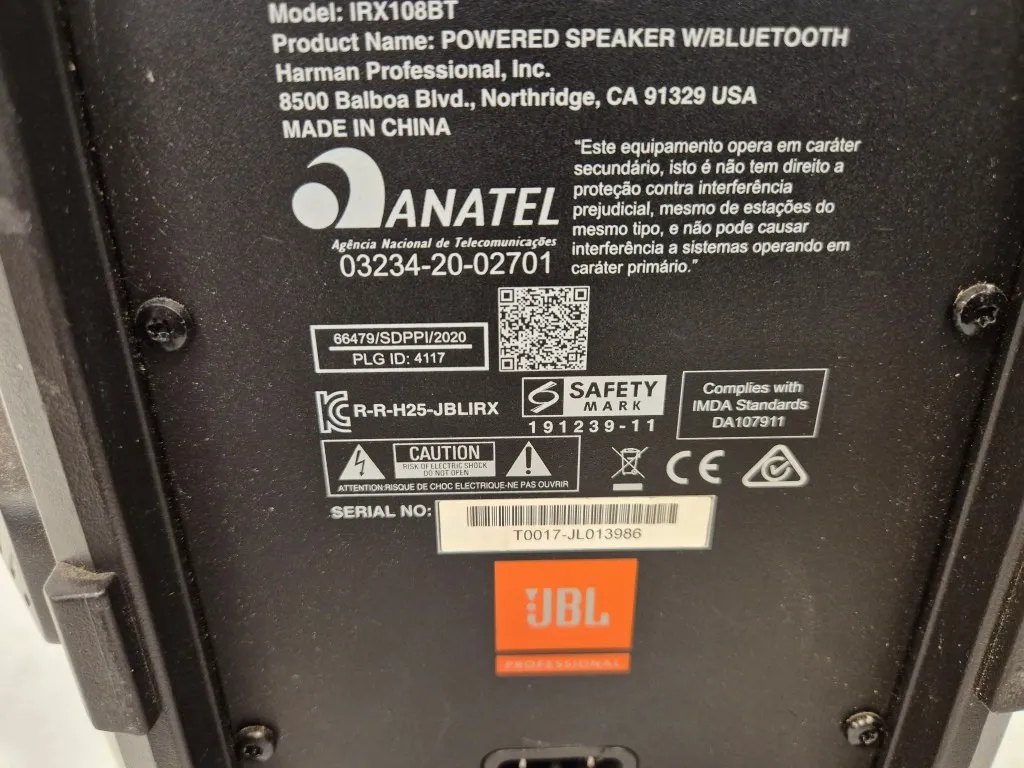 Model: IRX108BT
Product Name: POWERED SPEAKER W/BLUETOOTH
Harman Professional, Inc.
8500 Balboa Blvd., Northridge, CA 91329 USA
MADE IN CHINA
ANATEL
Agência Nacional de Telecomunicações
03234-20-02701
"Este equipamento opera em caráter
secundário, isto é não tem direito a
proteção contra interferência
prejudicial, mesmo de estações do
mesmo tipo, e não pode causar
interferência a sistemas operando em
caráter primário."
66479/SDPPI/2020
PLG ID: 4117
R-R-H25-JBLIRX
SAFETY
MARK
191239-11
Complies with
IMDA Standards
DA107911
CAUTION
RISK OF ELECTRIC SHOCK
DO NOT OPEN
ATTENTION:RISQUE DE CHOC ELECTRIQUE-NE PAS OUVRIR
CE
SERIAL NO:
T0017-JL013986
JBL
PROFESSIONAL